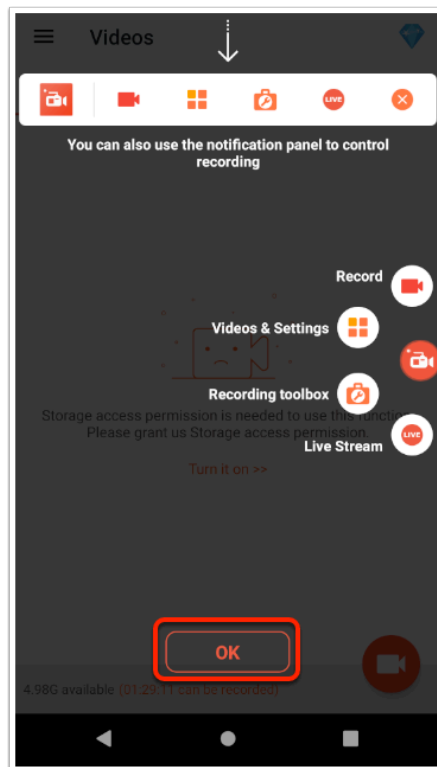 Videos
LIVE
You can also use the notification panel to control
recording
Record
Videos & Settings
Recording toolbox
Storage access permission is needed to use this function.
Please grant us Storage access permission.
LIVE
Live Stream
Turn it on >>
OK
4.98G available (01:29:11 can be recorded)